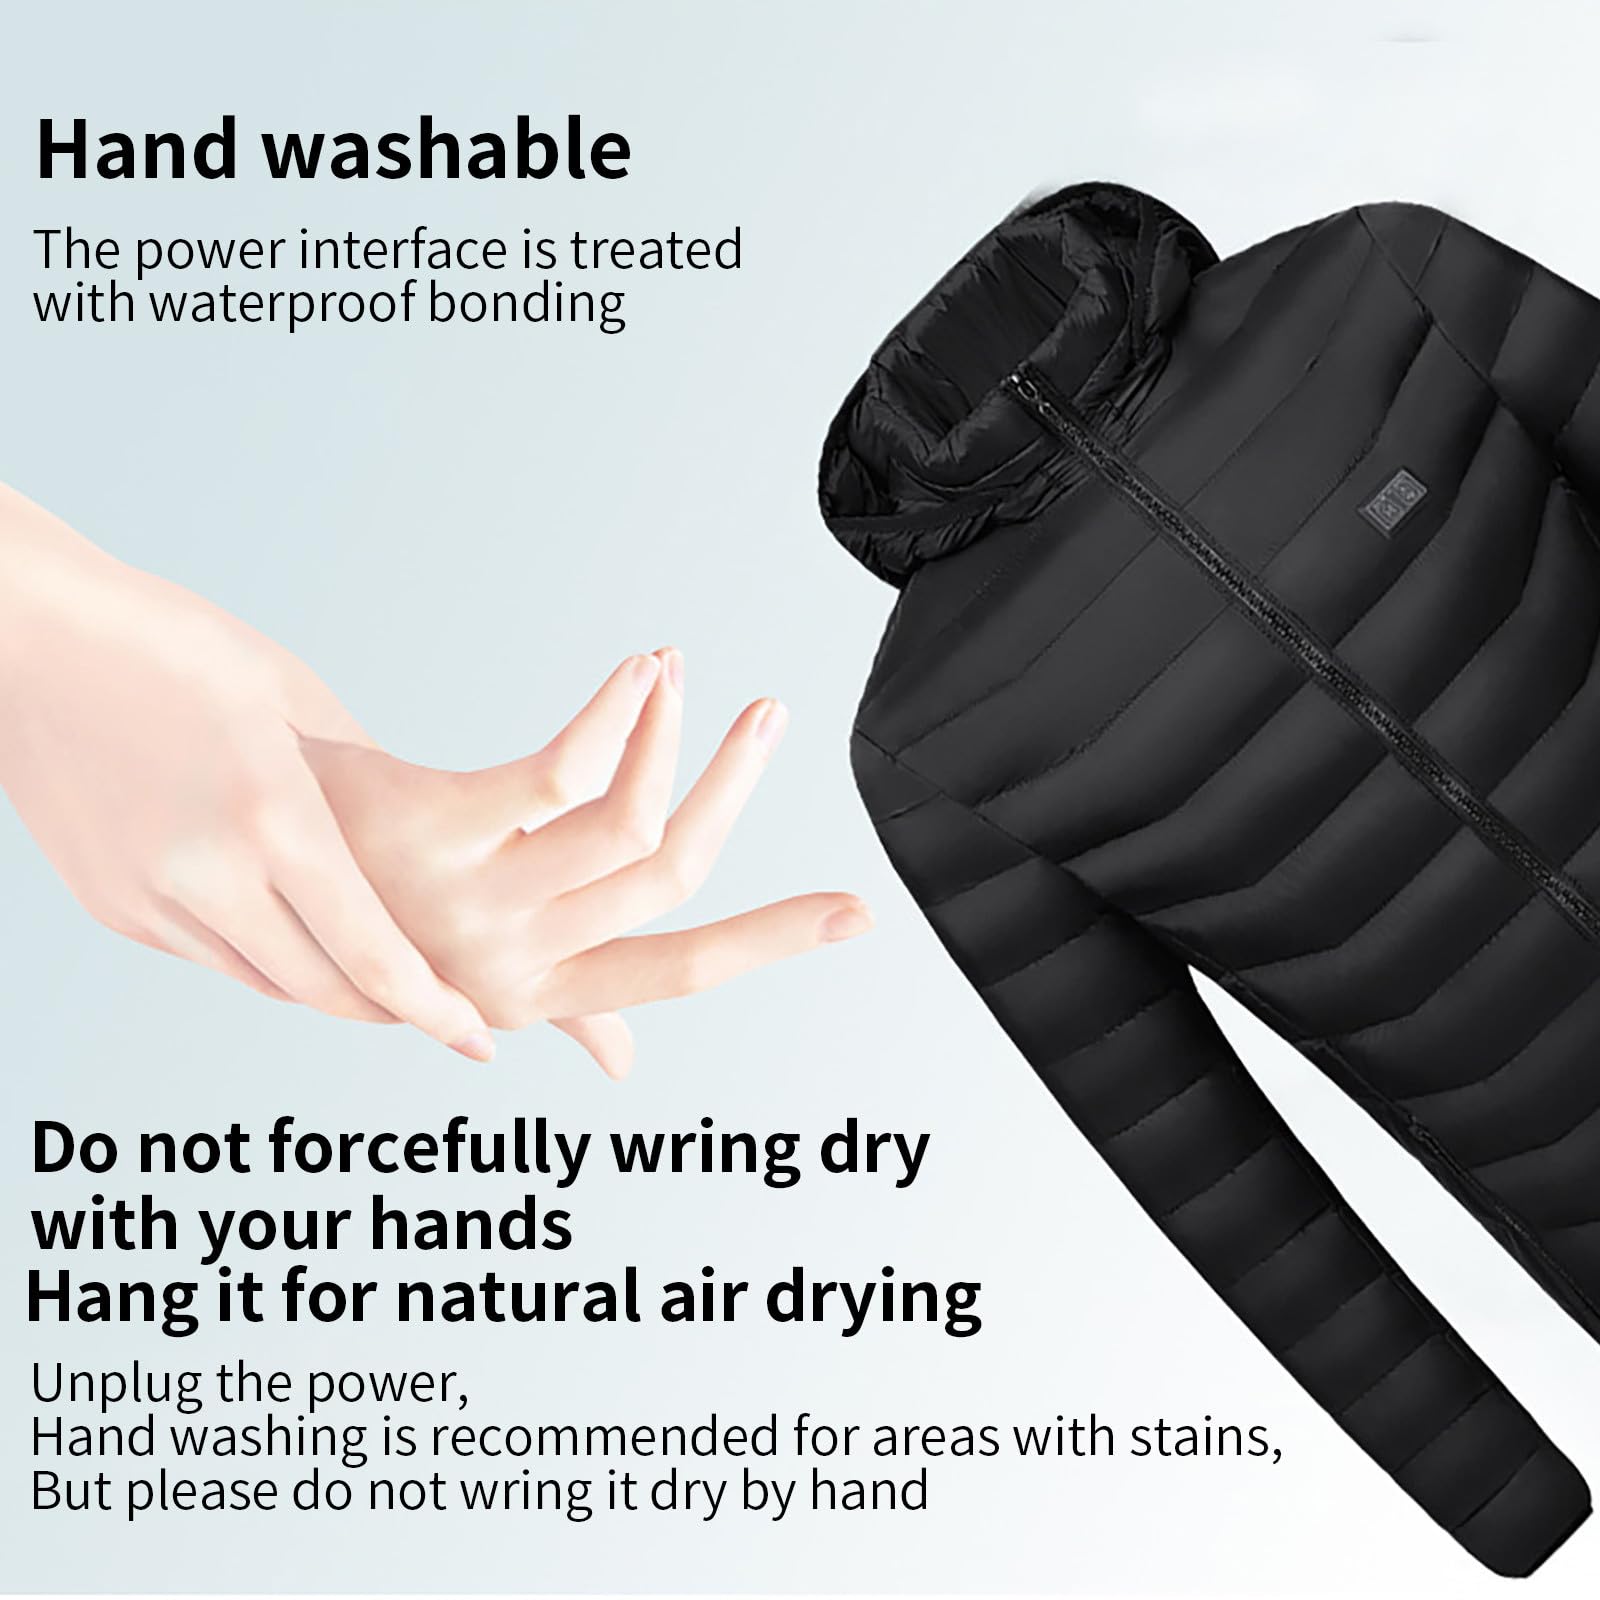 Hand washable
The power interface is treated
with waterproof bonding
Do not forcefully wring dry
with your hands
Hang it for natural air drying
Unplug the power,
Hand washing is recommended for areas with stains,
But please do not wring it dry by hand